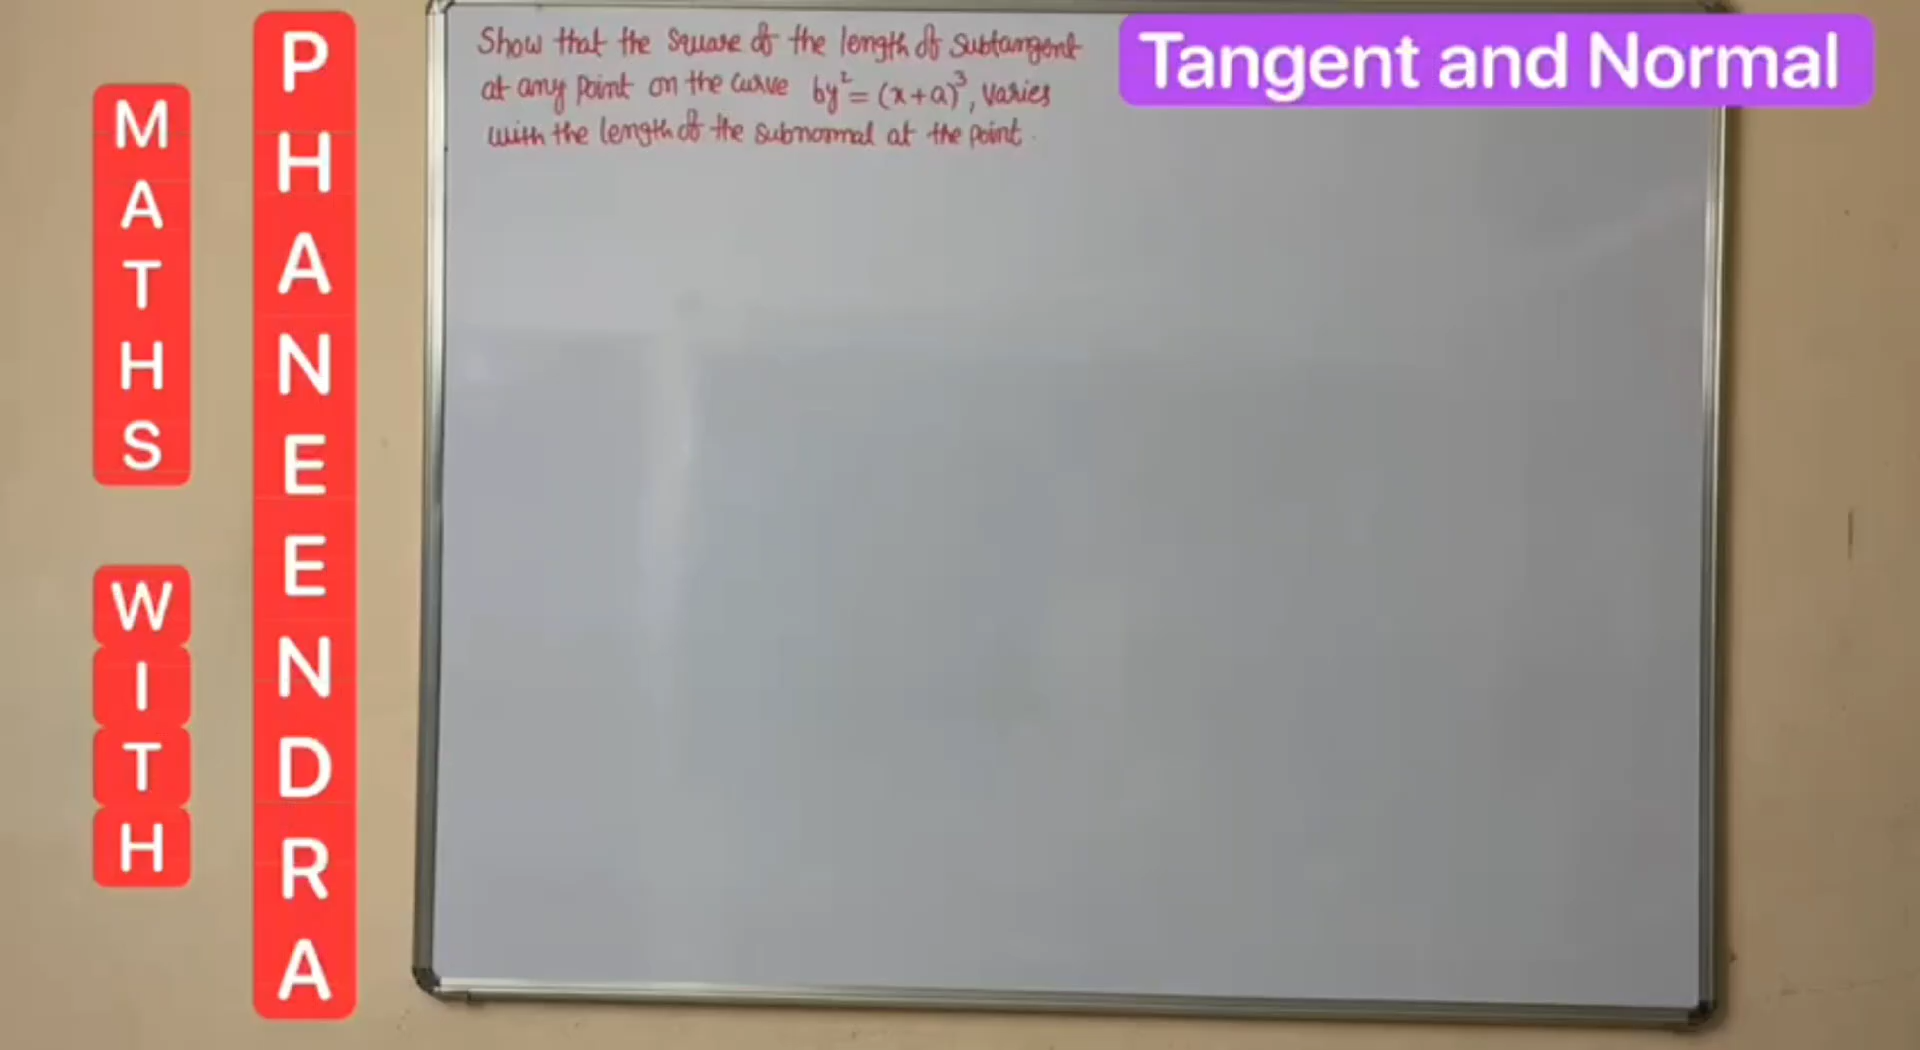 MATHS
WITH
PHANEENDRA
Show that the square of the length of subtangent
at any point on the curve by² = (x+a)³, varies
with the length of the subnormal at the point.
Tangent and Normal